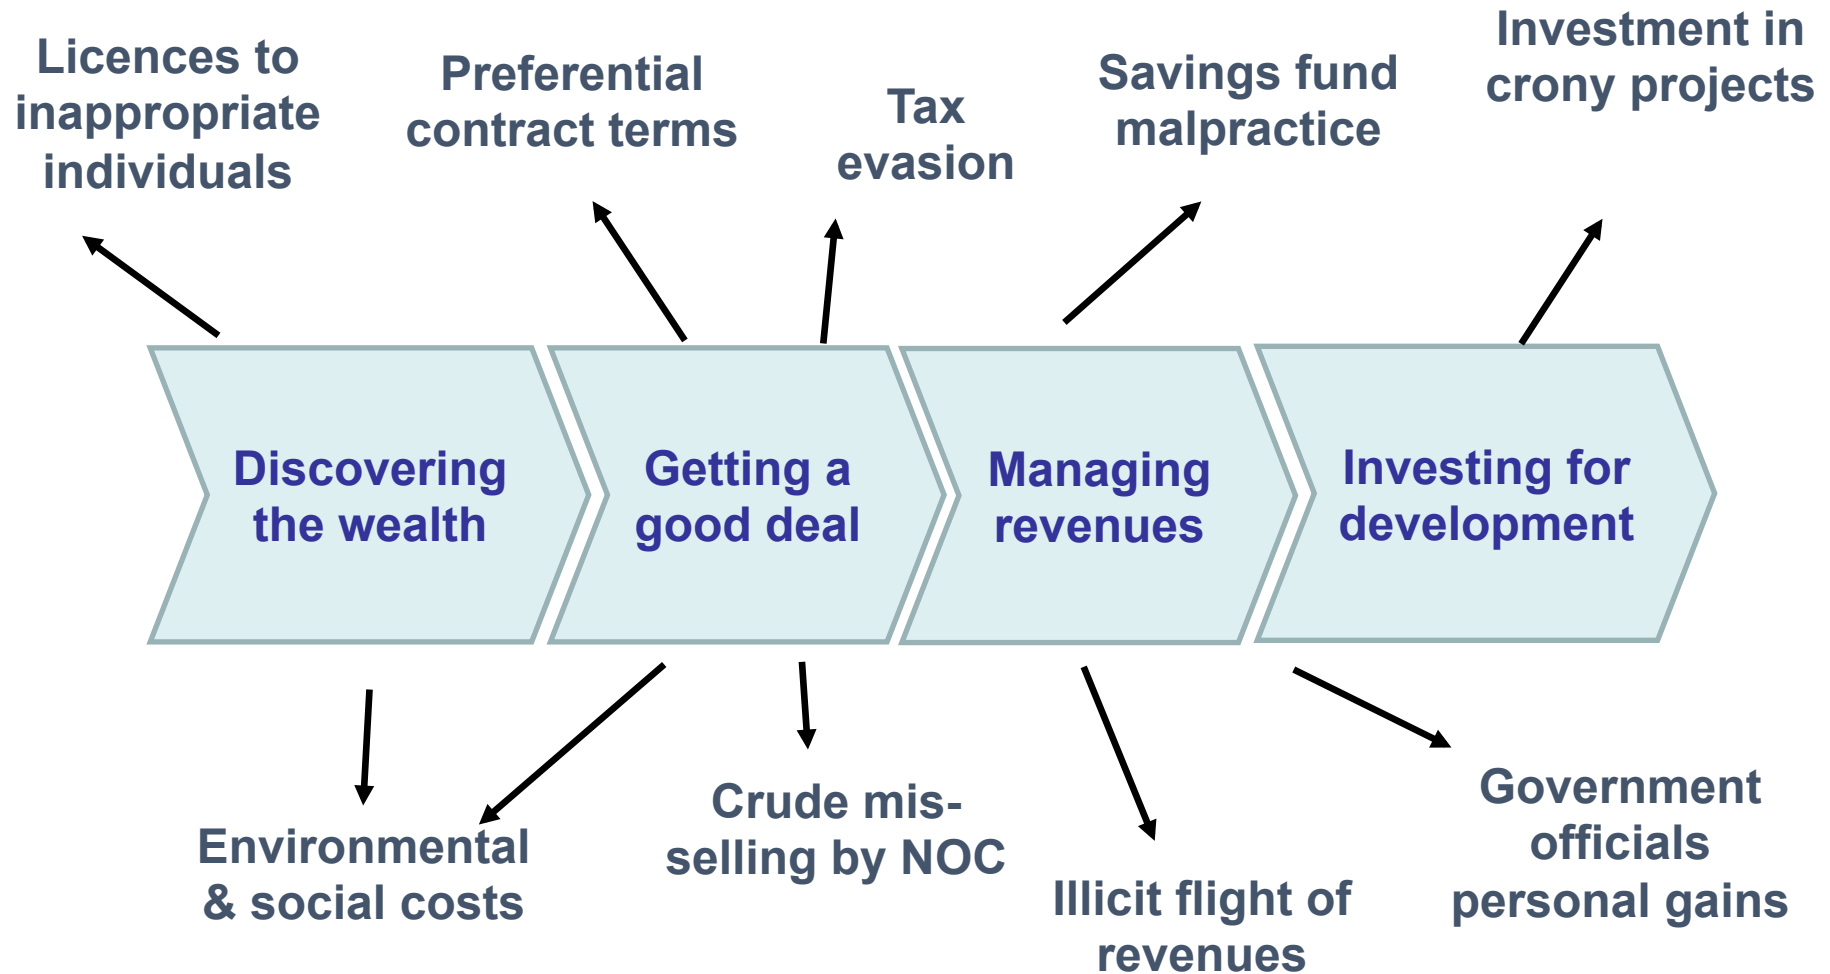 Licences to
inappropriate
individuals
Preferential
contract terms
Tax
evasion
Savings fund
malpractice
Investment in
crony projects
Discovering
the wealth
Getting a
good deal
Managing
revenues
Investing for
development
Environmental
& social costs
Crude mis-
selling by NOC
Illicit flight of
revenues
Government
officials
personal gains